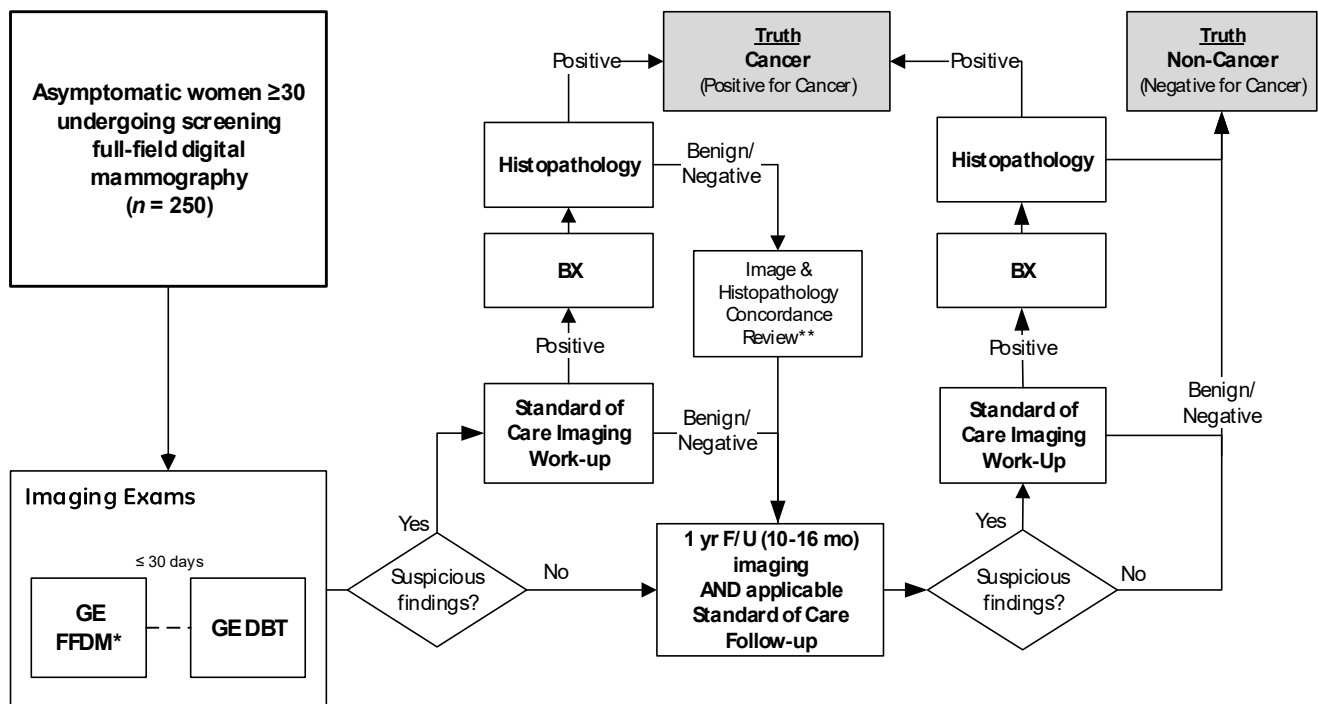 Asymptomatic women ≥30
undergoing screening
full-field digital
mammography
(n = 250)
Imaging Exams
≤ 30 days
GE
FFDM*
GE DBT
Suspicious
findings?
Yes
No
Standard of
Care Imaging
Work-up
Positive
Benign/
Negative
BX
Histopathology
Positive
Benign/
Negative
Image &
Histopathology
Concordance
Review**
Truth
Cancer
(Positive for Cancer)
1 yr F/U (10-16 mo)
imaging
AND applicable
Standard of Care
Follow-up
Suspicious
findings?
Yes
No
Standard of
Care Imaging
Work-Up
Positive
Benign/
Negative
BX
Histopathology
Positive
Truth
Non-Cancer
(Negative for Cancer)